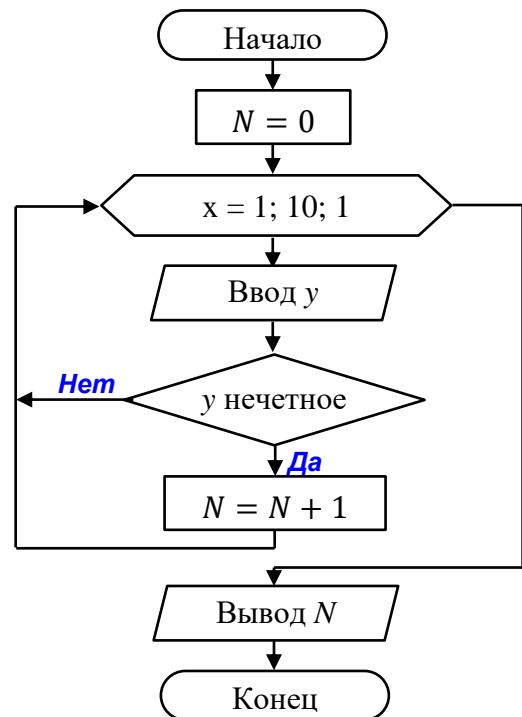 Начало
N = 0
x = 1; 10; 1
Ввод y
Нет
y нечетное
Да
N = N + 1
Вывод N
Конец